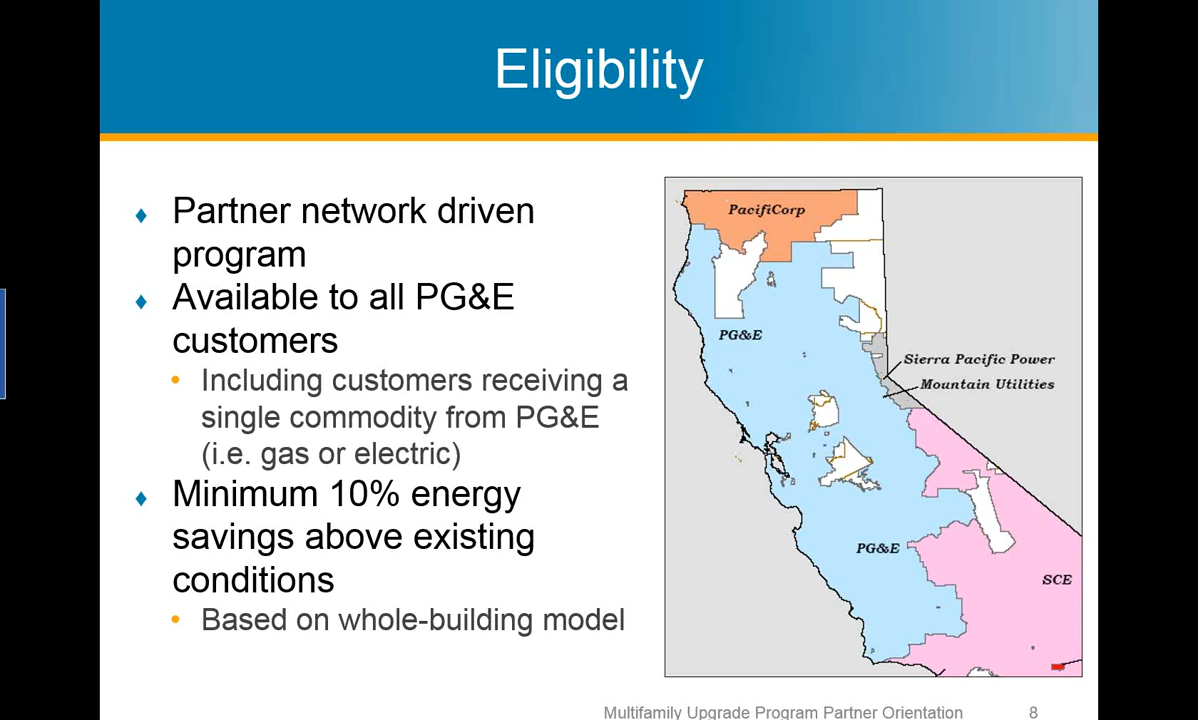 Eligibility
Partner network driven
program
Available to all PG&E
customers
Including customers receiving a
single commodity from PG&E
(i.e. gas or electric)
Minimum 10% energy
savings above existing
conditions
Based on whole-building model
PacifiCorp
PG&E
Sierra Pacific Power
Mountain Utilities
PG&E
SCE
Multifamily Upgrade Program Partner Orientation 8